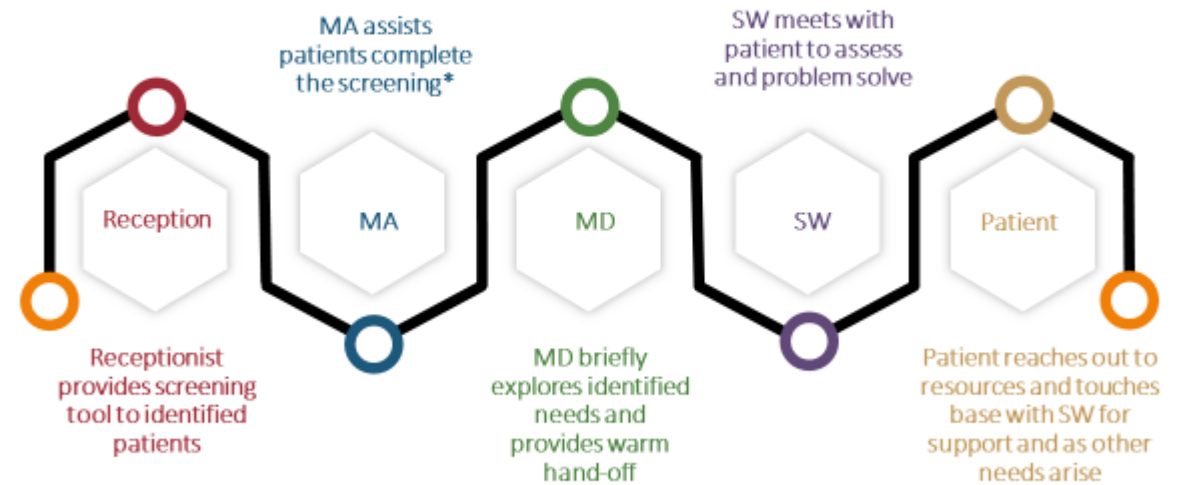 MA assists
patients complete
the screening*
SW meets with
patient to assess
and problem solve
Reception
MA
MD
SW
Patient
Receptionist
provides screening
tool to identified
patients
MD briefly
explores identified
needs and
provides warm
hand-off
Patient reaches out to
resources and touches
base with SW for
support and as other
needs arise